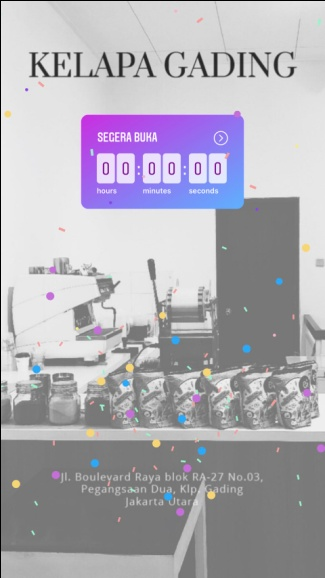 KELAPA GADING
SEGERA BUKA
00:00:00
hours minutes seconds
Jl. Boulevard Raya blok RA-27 No.03,
Pegangsaan Dua, Klp. Gading
Jakarta Utara